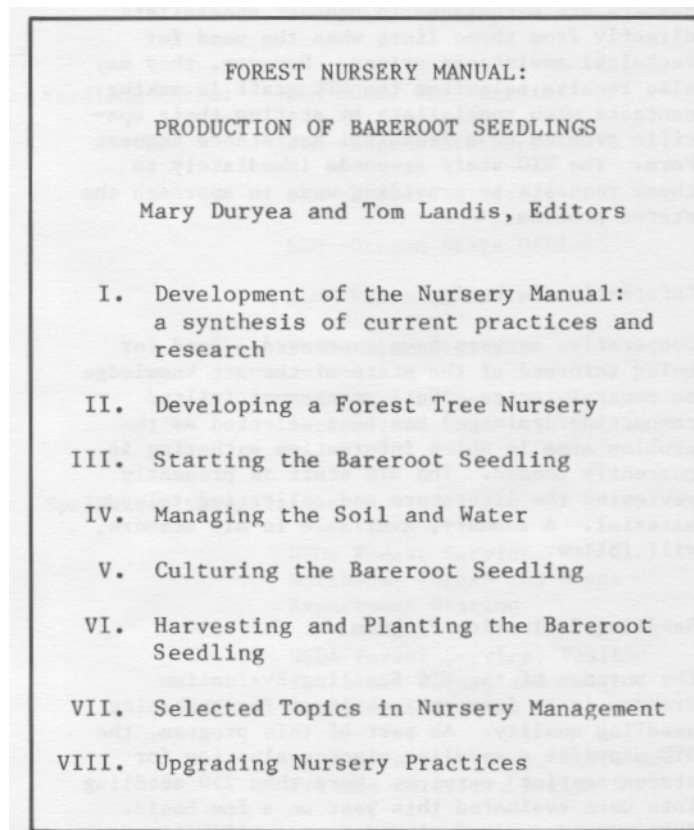 FOREST NURSERY MANUAL:
PRODUCTION OF BAREROOT SEEDLINGS
Mary Duryea and Tom Landis, Editors
I. Development of the Nursery Manual:
a synthesis of current practices and
research
II. Developing a Forest Tree Nursery
III. Starting the Bareroot Seedling
IV. Managing the Soil and Water
V. Culturing the Bareroot Seedling
VI. Harvesting and Planting the Bareroot
Seedling
VII. Selected Topics in Nursery Management
VIII. Upgrading Nursery Practices